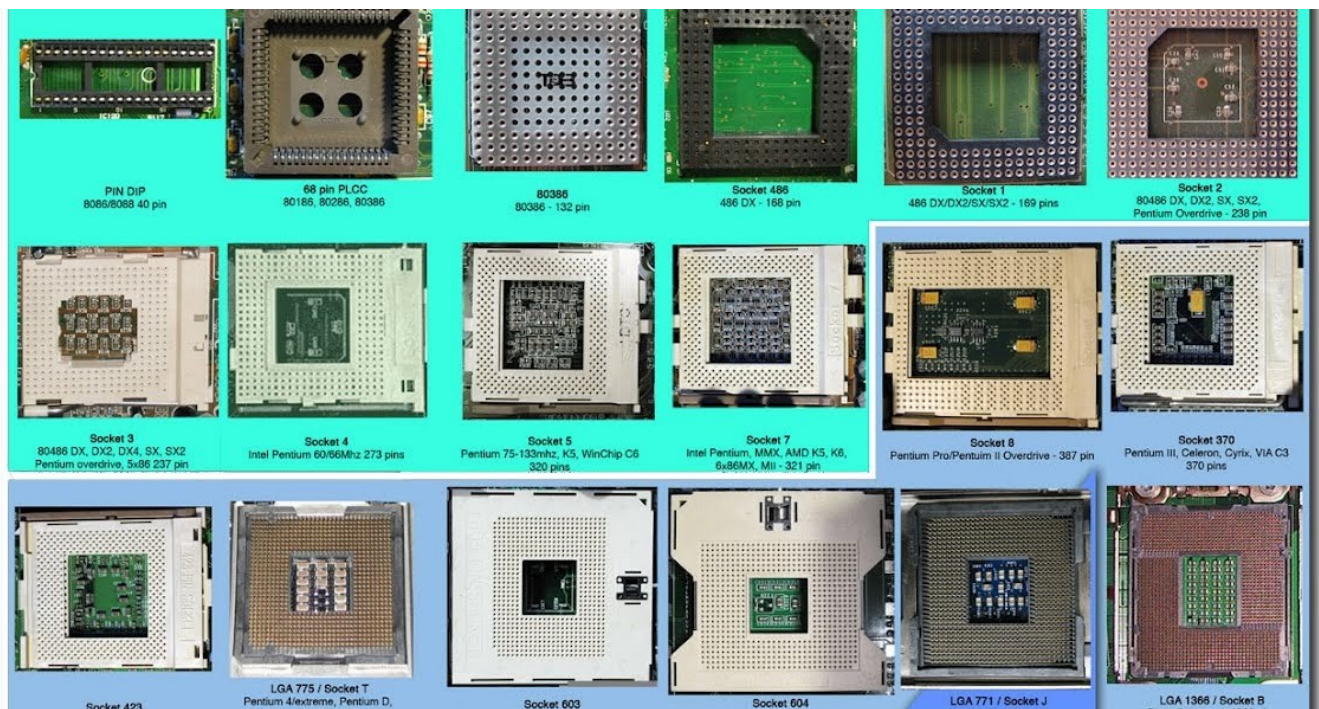 PIN DIP
8086/8088 40 pin
68 pin PLCC
80186, 80286, 80386
80386
80386 - 132 pin
Socket 486
486 DX - 168 pin
Socket 1
486 DX/DX2/SX/SX2 - 169 pins
Socket 2
80486 DX, DX2, SX, SX2,
Pentium Overdrive - 238 pin
Socket 3
80486 DX, DX2, DX4, SX, SX2
Pentium overdrive, 5x86 237 pin
Socket 4
Intel Pentium 60/66Mhz 273 pins
Socket 5
Pentium 75-133mhz, K5, WinChip C6
320 pins
Socket 7
Intel Pentium, MMX, AMD K5, K6,
6x86MX, MII - 321 pin
Socket 8
Pentium Pro/Pentuim II Overdrive - 387 pin
Socket 370
Pentium III, Celeron, Cyrix, VIA C3
370 pins
Socket 423
LGA 775 / Socket T
Pentium 4/extreme, Pentium D,
Socket 603
Socket 604
LGA 771 / Socket J
LGA 1366 / Socket B